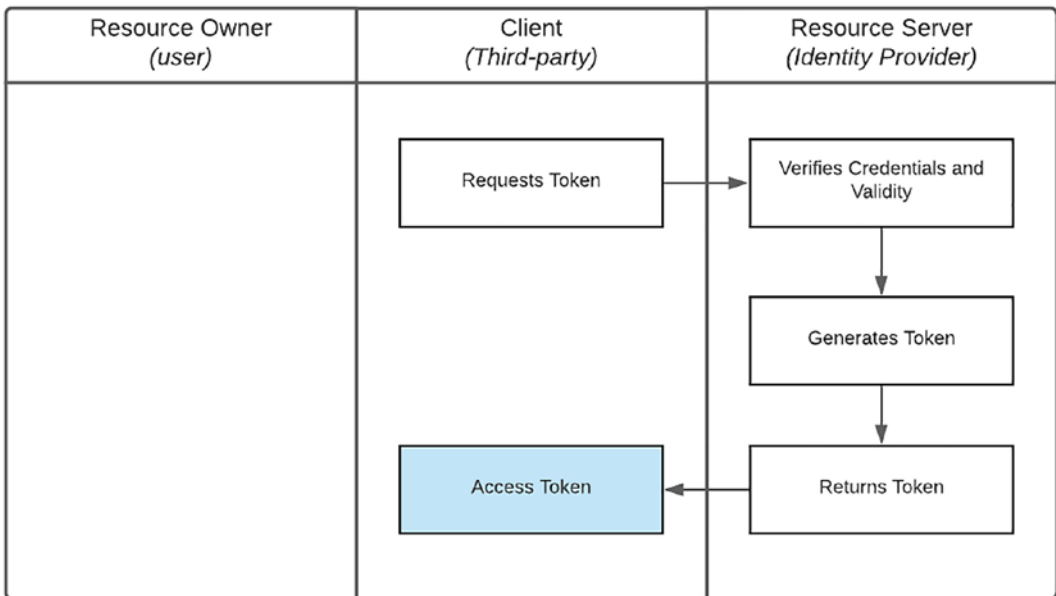 Resource Owner
(user)
Client
(Third-party)
Resource Server
(Identity Provider)
Requests Token
Verifies Credentials and
Validity
Generates Token
Access Token
Returns Token